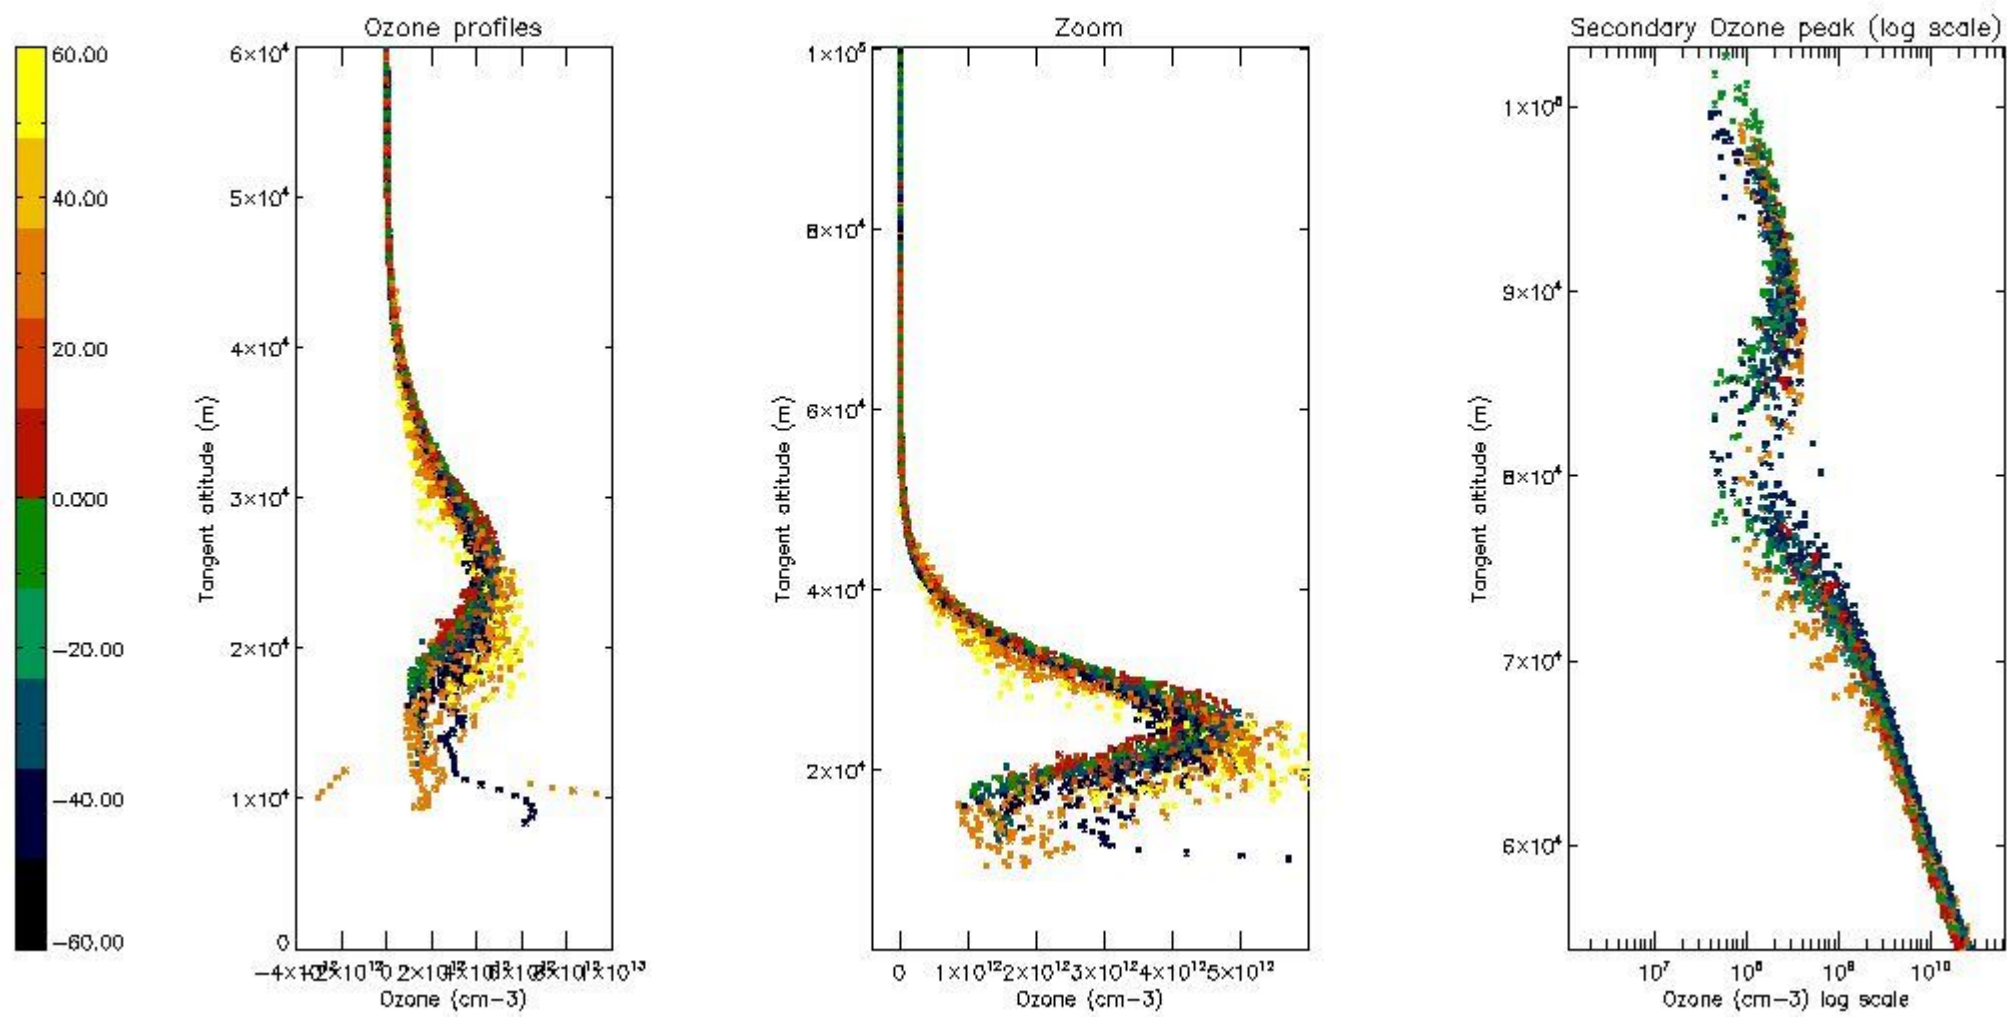 Ozone profiles
60.00
40.00
20.00
0.000
-20.00
-40.00
-60.00
6×10⁴
5×10⁴
4×10⁴
3×10⁴
2×10⁴
1×10⁴
0
Tangent altitude (m)
Ozone (cm-3)
Zoom
1×10⁵
8×10⁴
6×10⁴
4×10⁴
2×10⁴
Tangent altitude (m)
0 1×10¹² 2×10¹² 3×10¹² 4×10¹² 5×10¹²
Ozone (cm-3)
Secondary Ozone peak (log scale)
9×10⁴
8×10⁴
7×10⁴
6×10⁴
Tangent altitude (m)
10⁷ 10⁸ 10⁹ 10¹⁰
Ozone (cm-3) log scale